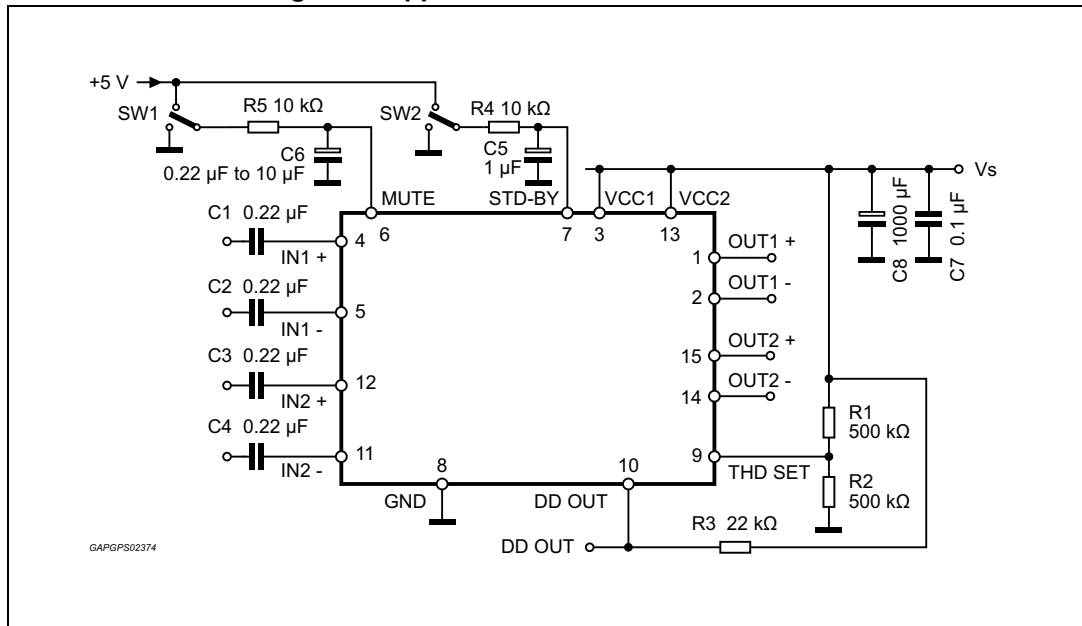 +5 V
SW1
R5 10 kΩ
SW2
R4 10 kΩ
C6
0.22 µF to 10 µF
C5
1 µF
Vs
MUTE
STD-BY
VCC1
VCC2
6
7
3
13
C8 1000 µF
C7 0.1 µF
C1 0.22 µF
4
IN1 +
C2 0.22 µF
5
IN1 -
C3 0.22 µF
12
IN2 +
C4 0.22 µF
11
IN2 -
1
OUT1 +
2
OUT1 -
15
OUT2 +
14
OUT2 -
R1
500 kΩ
9
THD SET
R2
500 kΩ
8
GND
10
DD OUT
R3 22 kΩ
DD OUT
GAPGPS02374